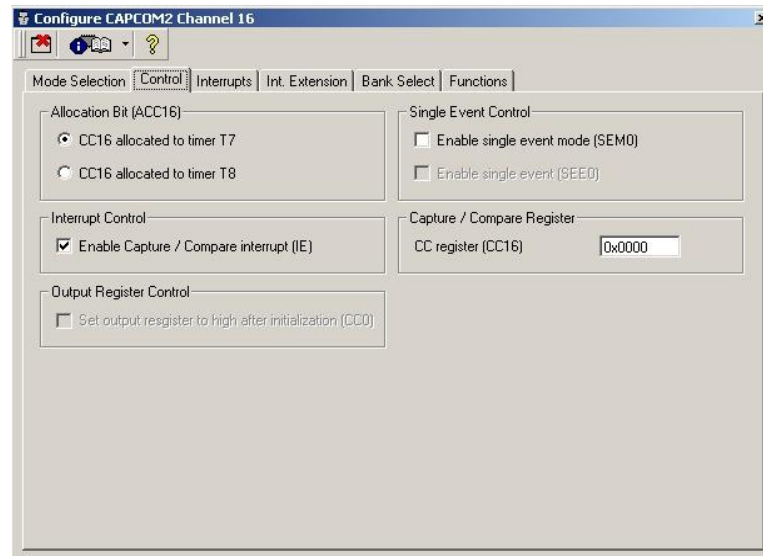 Configure CAPCOM2 Channel 16
Mode Selection Control Interrupts Int. Extension Bank Select Functions
Allocation Bit (ACC16)
CC16 allocated to timer T7
CC16 allocated to timer T8
Single Event Control
Enable single event mode (SEM0)
Enable single event (SEE0)
Interrupt Control
Enable Capture / Compare interrupt (IE)
Capture / Compare Register
CC register (CC16) 0x0000
Output Register Control
Set output resgister to high after initialization (CC0)